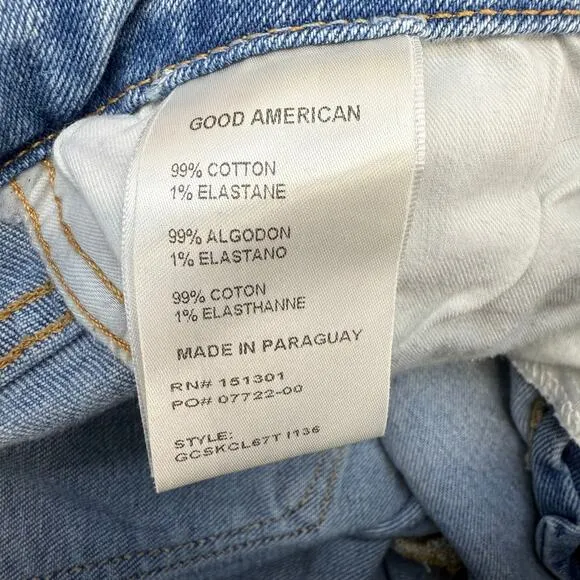 GOOD AMERICAN
99% COTTON
1% ELASTANE
99% ALGODON
1% ELASTANO
99% COTON
1% ELASTHANNE
MADE IN PARAGUAY
RN# 151301
PO# 07722-00
STYLE:
GCSKCL67T I136